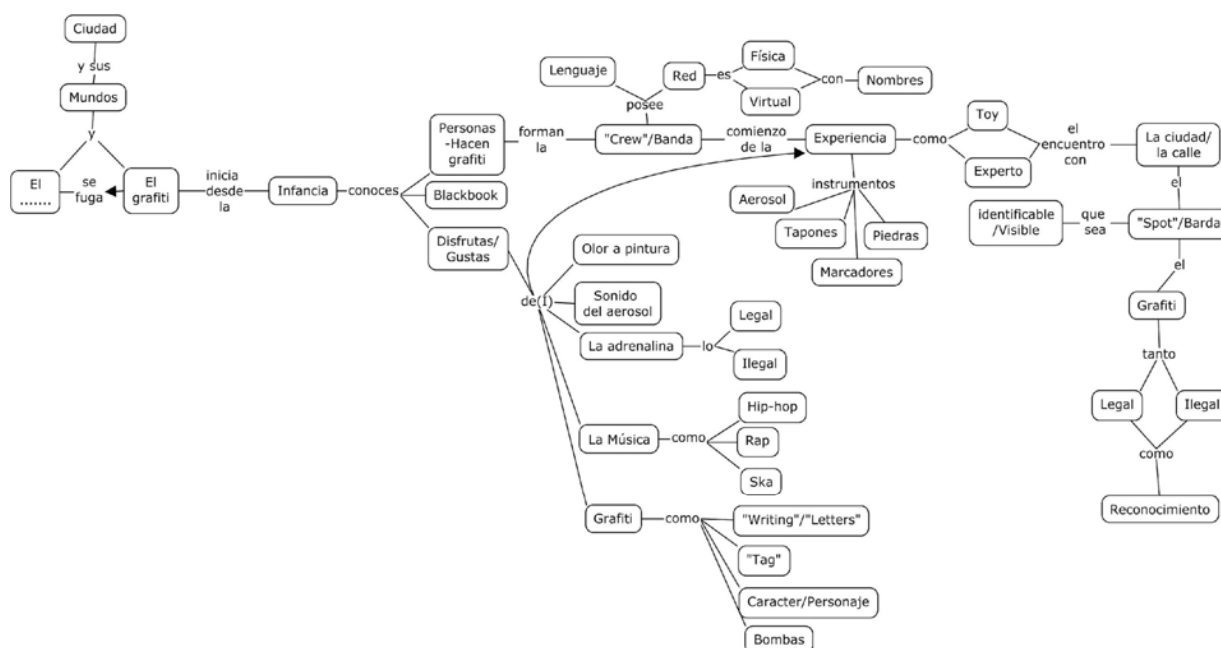 Ciudad
y sus
Mundos
y
El
.......
se
fuga
El
grafiti
inicia
desde
la
Infancia
conoces
Personas
-Hacen
grafiti
Blackbook
Disfrutas/
Gustas
forman
la
"Crew"/Banda
posee
Lenguaje
Red
es
Física
Virtual
con
Nombres
comienzo
de la
Experiencia
instrumentos
Aerosol
Tapones
Marcadores
Piedras
como
Toy
Experto
el
encuentro
con
La ciudad/
la calle
el
"Spot"/Barda
que
sea
identificable
/Visible
el
Grafiti
tanto
Legal
Ilegal
como
Reconocimiento
de(l)
Olor a pintura
Sonido
del aerosol
La adrenalina
lo
Legal
Ilegal
La Música
como
Hip-hop
Rap
Ska
Grafiti
como
"Writing"/"Letters"
"Tag"
Caracter/Personaje
Bombas